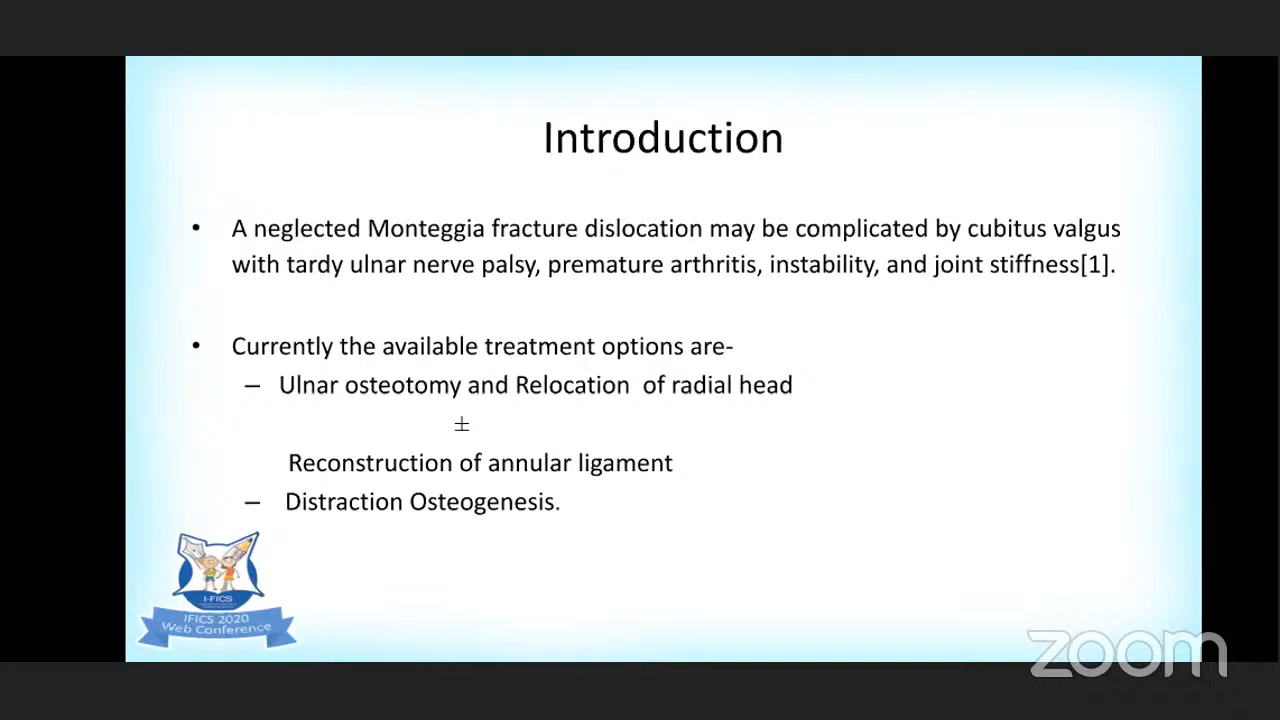 Introduction
• A neglected Monteggia fracture dislocation may be complicated by cubitus valgus
with tardy ulnar nerve palsy, premature arthritis, instability, and joint stiffness[1].
• Currently the available treatment options are-
– Ulnar osteotomy and Relocation of radial head
±
Reconstruction of annular ligament
– Distraction Osteogenesis.
I-FICS
IFICS 2020
Web Conference
zoom